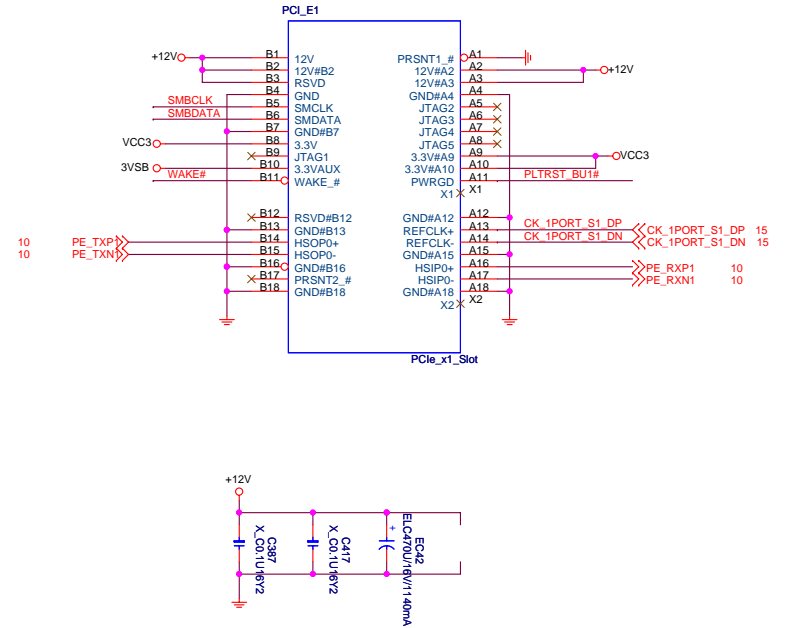 PCI_E1
+12V B1 12V PRSNT1_# A1
B2 12V#B2 12V#A2 A2 +12V
B3 RSVD 12V#A3 A3
B4 GND GND#A4 A4
SMBCLK B5 SMCLK JTAG2 A5
SMBDATA B6 SMDATA JTAG3 A6
B7 GND#B7 JTAG4 A7
VCC3 B8 3.3V JTAG5 A8
B9 JTAG1 3.3V#A9 A9 VCC3
3VSB B10 3.3VAUX 3.3V#A10 A10
WAKE# B11 WAKE_# PWRGD A11 PLTRST_BU1#
X1 X1
B12 RSVD#B12 GND#A12 A12
B13 GND#B13 REFCLK+ A13 CK_1PORT_S1_DP CK_1PORT_S1_DP 15
10 PE_TXP1 B14 HSOP0+ REFCLK- A14 CK_1PORT_S1_DN CK_1PORT_S1_DN 15
10 PE_TXN1 B15 HSOP0- GND#A15 A15
B16 GND#B16 HSIP0+ A16 PE_RXP1 10
B17 PRSNT2_# HSIP0- A17 PE_RXN1 10
B18 GND#B18 GND#A18 A18
X2 X2
PCIe_x1_Slot
+12V
C387
X_C0.1U16Y2
C417
X_C0.1U16Y2
+
EC42
ELC470U/16V/1140mA